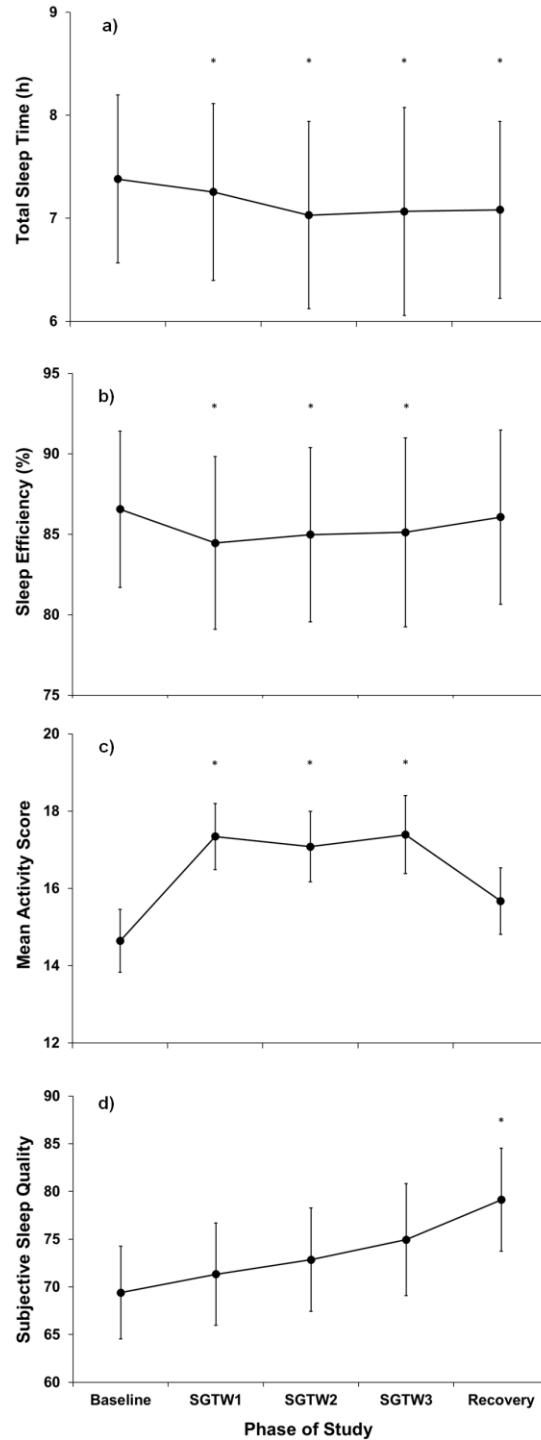 a)
Total Sleep Time (h)
9
8
7
6
* * * *
b)
Sleep Efficiency (%)
95
90
85
80
75
* * *
c)
Mean Activity Score
20
18
16
14
12
* * *
d)
Subjective Sleep Quality
90
85
80
75
70
65
60
*
Baseline SGTW1 SGTW2 SGTW3 Recovery
Phase of Study